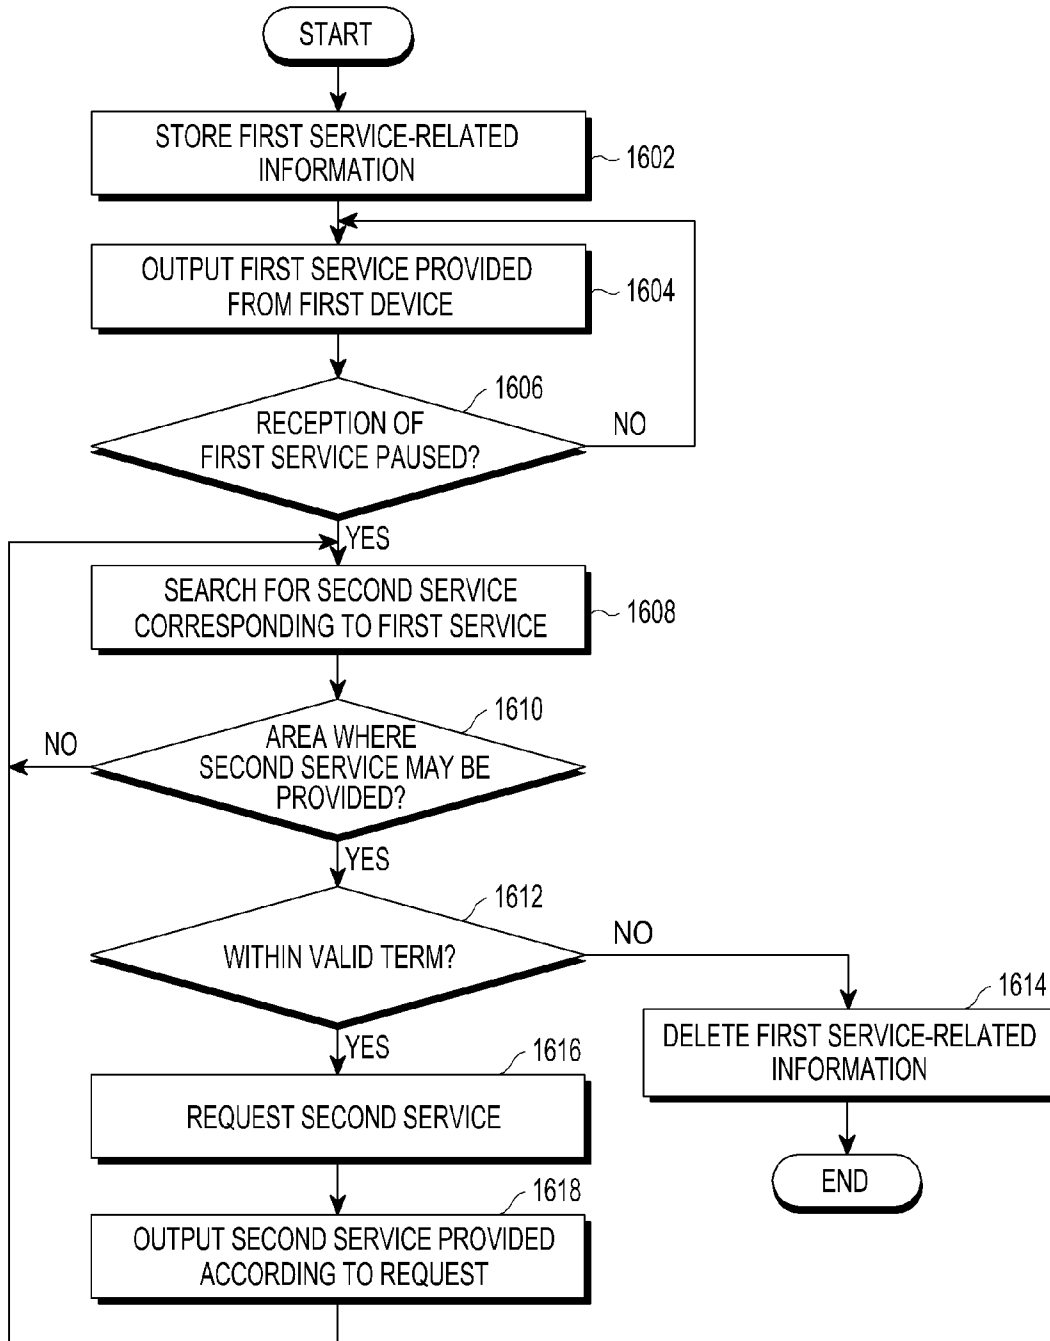 START
STORE FIRST SERVICE-RELATED
INFORMATION
1602
OUTPUT FIRST SERVICE PROVIDED
FROM FIRST DEVICE
1604
1606
RECEPTION OF
FIRST SERVICE PAUSED?
NO
YES
SEARCH FOR SECOND SERVICE
CORRESPONDING TO FIRST SERVICE
1608
1610
AREA WHERE
SECOND SERVICE MAY BE
PROVIDED?
NO
YES
1612
WITHIN VALID TERM?
NO
1614
DELETE FIRST SERVICE-RELATED
INFORMATION
END
YES
1616
REQUEST SECOND SERVICE
1618
OUTPUT SECOND SERVICE PROVIDED
ACCORDING TO REQUEST